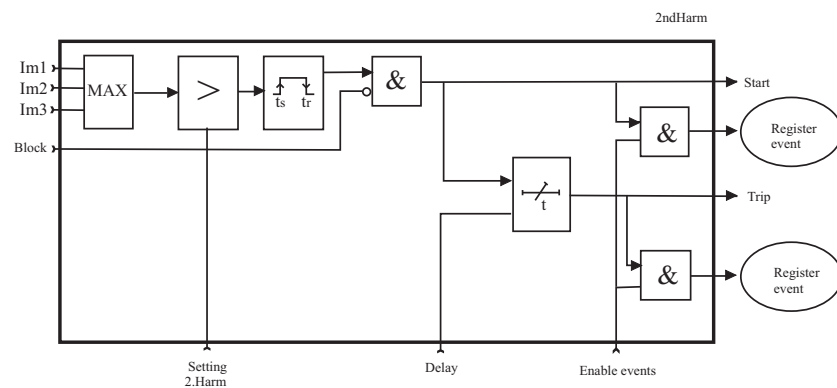 2ndHarm
Im1
Im2
Im3
MAX
>
ts tr
&
Start
Block
&
Register
event
t
Trip
&
Register
event
Setting
2.Harm
Delay
Enable events